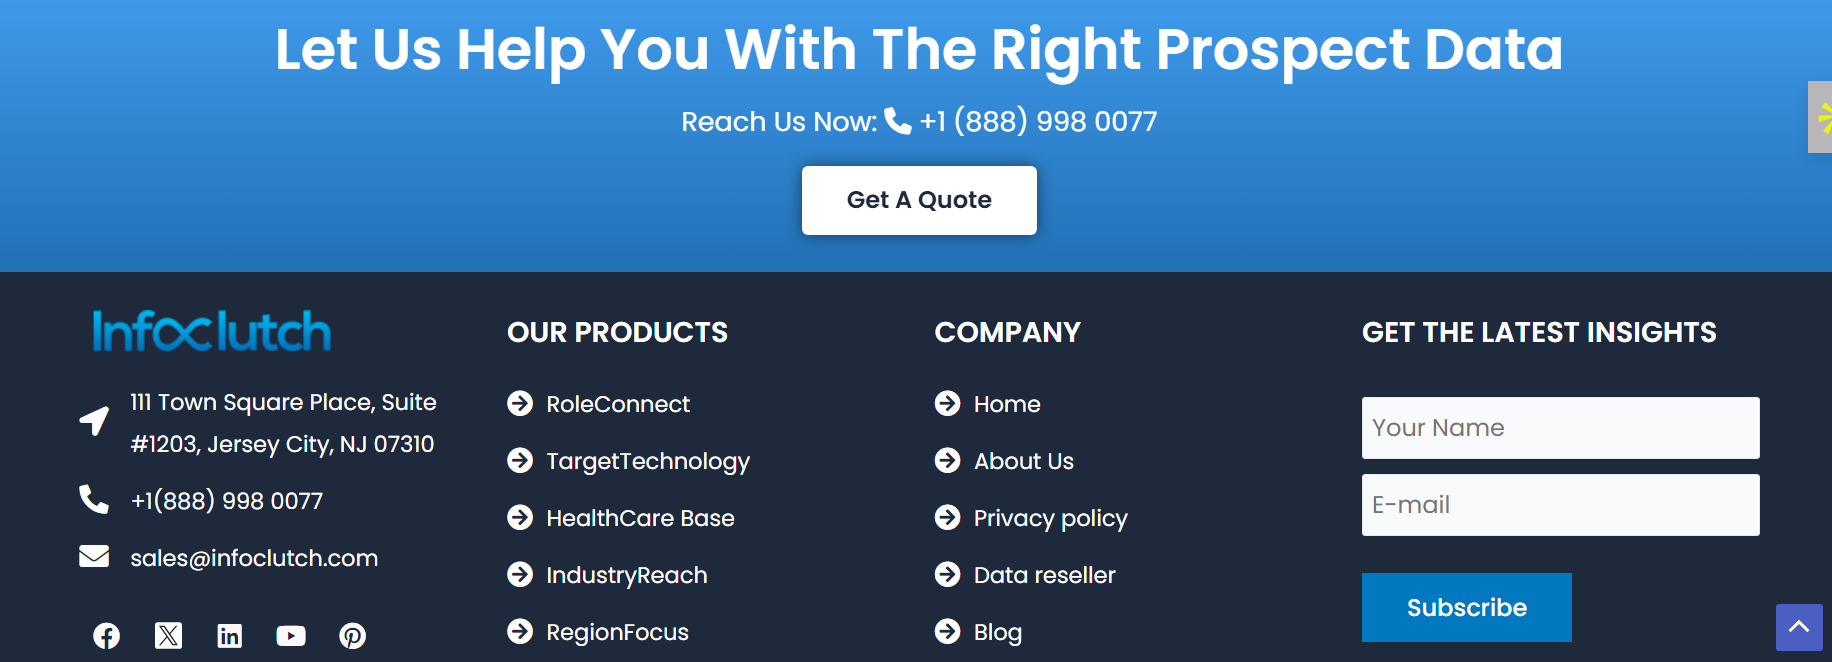 Let Us Help You With The Right Prospect Data
Reach Us Now: +1 (888) 998 0077
Get A Quote
Infoclutch
111 Town Square Place, Suite
#1203, Jersey City, NJ 07310
+1(888) 998 0077
sales@infoclutch.com
OUR PRODUCTS
RoleConnect
TargetTechnology
HealthCare Base
IndustryReach
RegionFocus
COMPANY
Home
About Us
Privacy policy
Data reseller
Blog
GET THE LATEST INSIGHTS
Your Name
E-mail
Subscribe